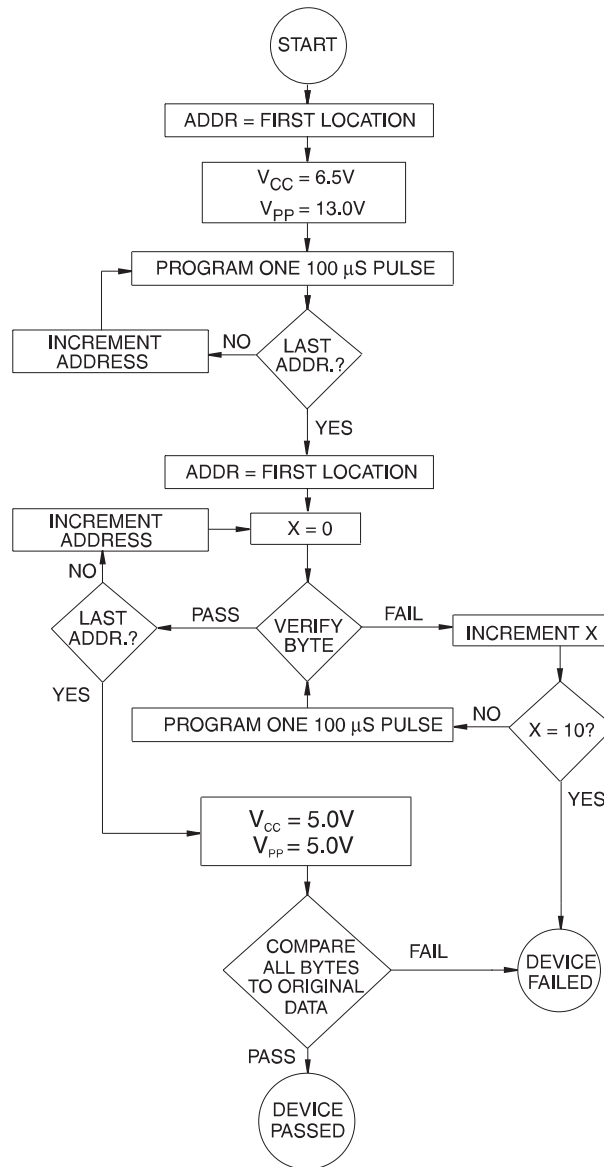 START
ADDR = FIRST LOCATION
VCC = 6.5V
VPP = 13.0V
PROGRAM ONE 100 µS PULSE
INCREMENT
ADDRESS
NO
LAST
ADDR.?
YES
ADDR = FIRST LOCATION
INCREMENT
ADDRESS
X = 0
NO
LAST
ADDR.?
PASS
VERIFY
BYTE
FAIL
INCREMENT X
YES
PROGRAM ONE 100 µS PULSE
NO
X = 10?
YES
VCC = 5.0V
VPP = 5.0V
COMPARE
ALL BYTES
TO ORIGINAL
DATA
FAIL
DEVICE
FAILED
PASS
DEVICE
PASSED